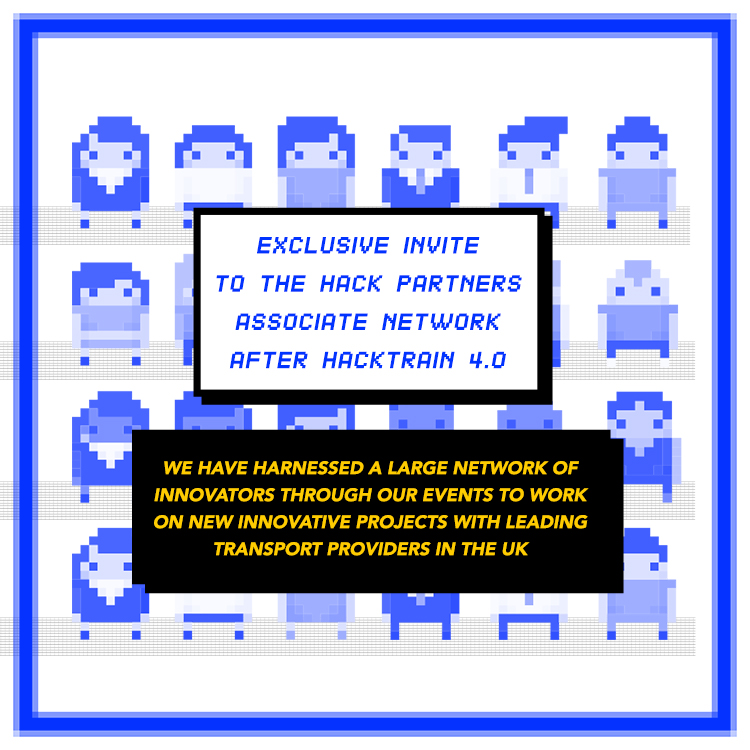 EXCLUSIVE INVITE
TO THE HACK PARTNERS
ASSOCIATE NETWORK
AFTER HACKTRAIN 4.0
WE HAVE HARNESSED A LARGE NETWORK OF
INNOVATORS THROUGH OUR EVENTS TO WORK
ON NEW INNOVATIVE PROJECTS WITH LEADING
TRANSPORT PROVIDERS IN THE UK